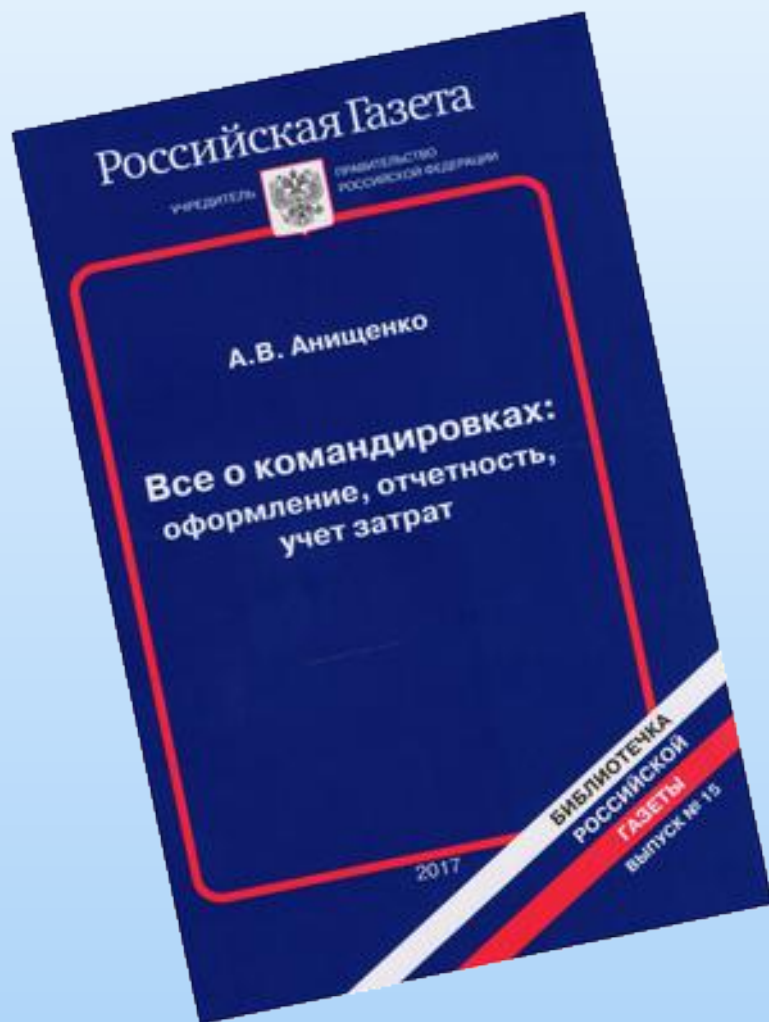 Российская Газета
УЧРЕДИТЕЛЬ
ПРАВИТЕЛЬСТВО
РОССИЙСКОЙ ФЕДЕРАЦИИ
А.В. Анищенко
Все о командировках:
оформление, отчетность,
учет затрат
2017
БИБЛИОТЕЧКА
РОССИЙСКОЙ
ГАЗЕТЫ
ВЫПУСК № 15